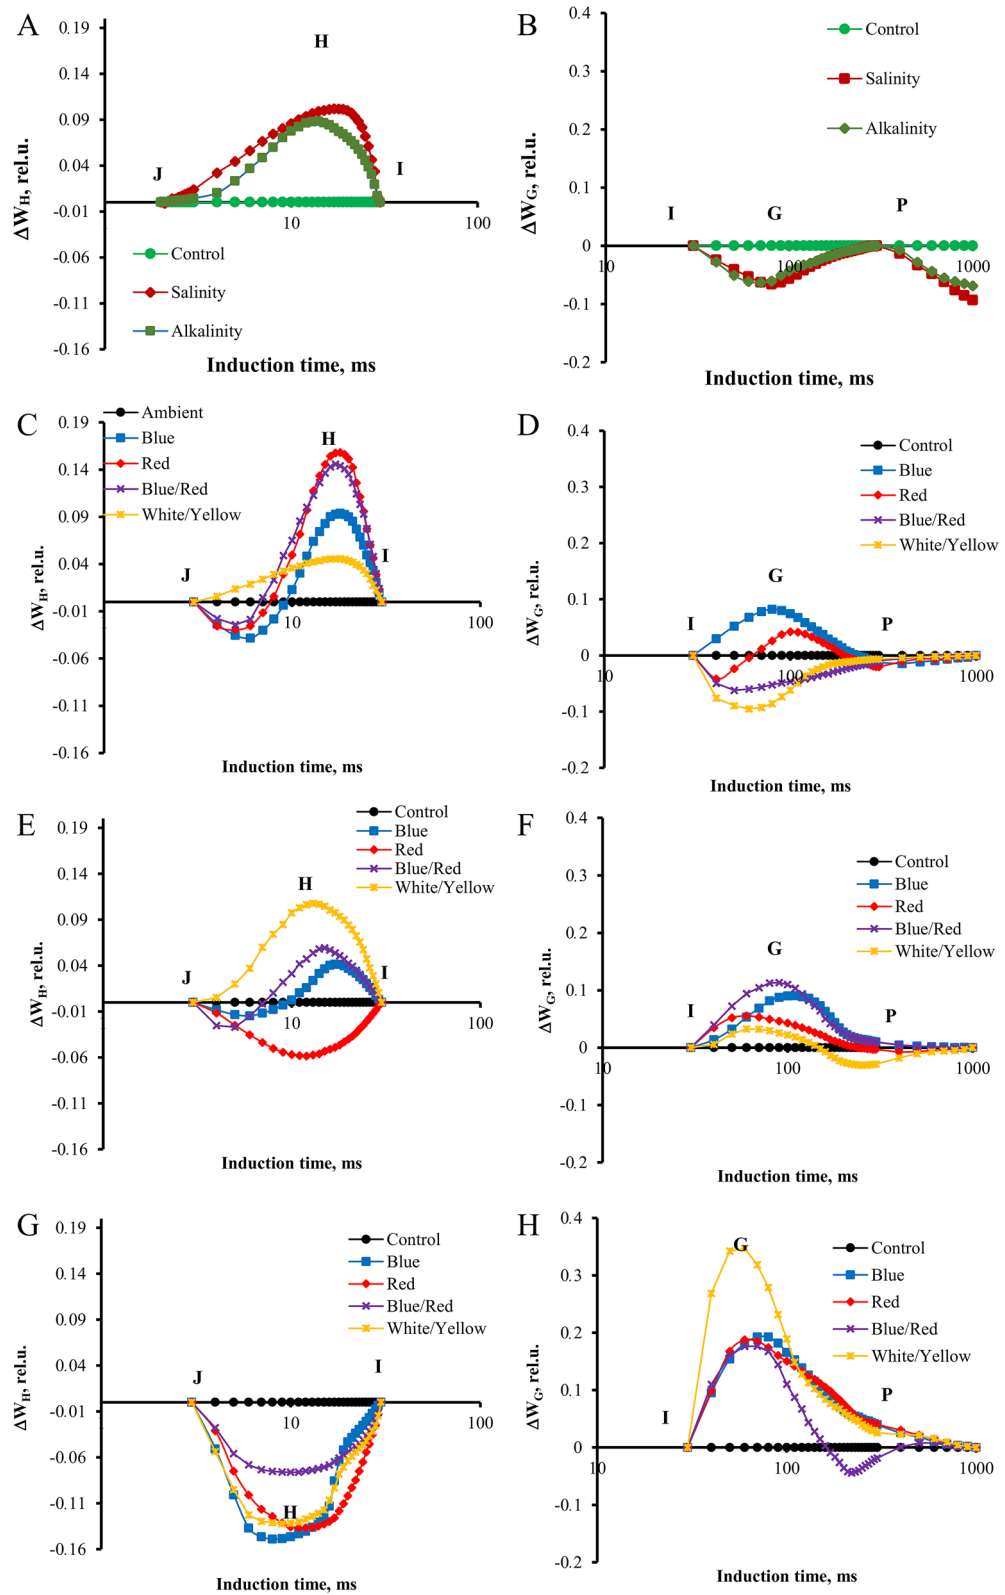 A
0.19
0.14
0.09
0.04
-0.01
-0.06
-0.11
-0.16
ΔW_H, rel.u.
H
J
I
10
100
Control
Salinity
Alkalinity
Induction time, ms
B
0.4
0.3
0.2
0.1
0
-0.1
-0.2
ΔW_G, rel.u.
Control
Salinity
Alkalinity
I
G
P
10
100
1000
Induction time, ms
C
0.19
0.14
0.09
0.04
-0.01
-0.06
-0.11
-0.16
ΔW_H, rel.u.
Ambient
Blue
Red
Blue/Red
White/Yellow
H
J
I
10
100
Induction time, ms
D
0.4
0.3
0.2
0.1
0
-0.1
-0.2
ΔW_G, rel.u.
Control
Blue
Red
Blue/Red
White/Yellow
G
I
P
10
100
1000
Induction time, ms
E
0.19
0.14
0.09
0.04
-0.01
-0.06
-0.11
-0.16
ΔW_H, rel.u.
Control
Blue
Red
Blue/Red
White/Yellow
H
J
I
10
100
Induction time, ms
F
0.4
0.3
0.2
0.1
0
-0.1
-0.2
ΔW_G, rel.u.
Control
Blue
Red
Blue/Red
White/Yellow
G
I
P
10
100
1000
Induction time, ms
G
0.19
0.14
0.09
0.04
-0.01
-0.06
-0.11
-0.16
ΔW_H, rel.u.
Control
Blue
Red
Blue/Red
White/Yellow
J
I
10
100
H
Induction time, ms
H
0.4
0.3
0.2
0.1
0
-0.1
-0.2
ΔW_G, rel.u.
G
Control
Blue
Red
Blue/Red
White/Yellow
I
P
10
100
1000
Induction time, ms